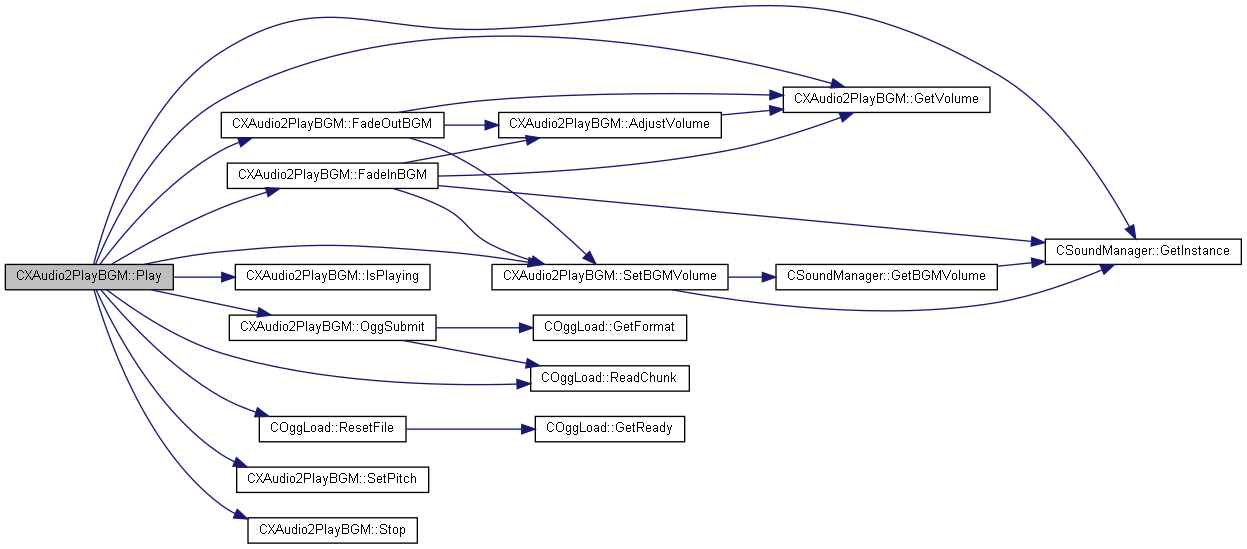 CXAudio2PlayBGM::GetVolume
CXAudio2PlayBGM::FadeOutBGM
CXAudio2PlayBGM::AdjustVolume
CXAudio2PlayBGM::FadeInBGM
CSoundManager::GetInstance
CXAudio2PlayBGM::Play
CXAudio2PlayBGM::IsPlaying
CXAudio2PlayBGM::SetBGMVolume
CSoundManager::GetBGMVolume
CXAudio2PlayBGM::OggSubmit
COggLoad::GetFormat
COggLoad::ReadChunk
COggLoad::ResetFile
COggLoad::GetReady
CXAudio2PlayBGM::SetPitch
CXAudio2PlayBGM::Stop